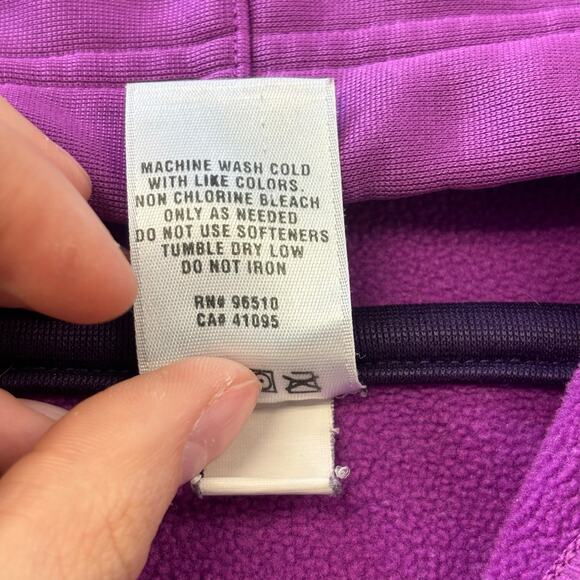 MACHINE WASH COLD
WITH LIKE COLORS.
NON CHLORINE BLEACH
ONLY AS NEEDED
DO NOT USE SOFTENERS
TUMBLE DRY LOW
DO NOT IRON
RN# 96510
CA# 41095